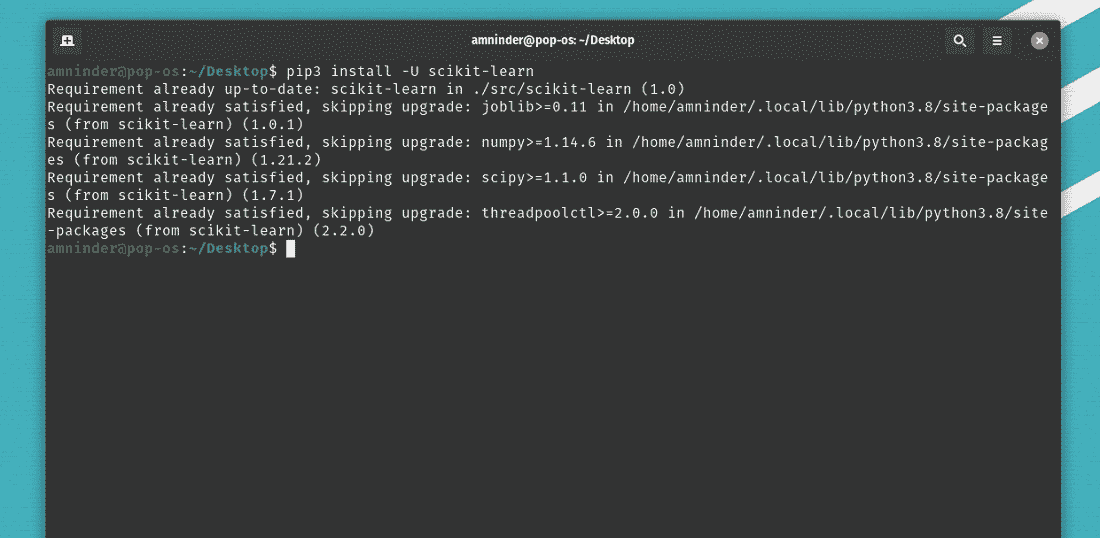 amninder@pop-os: ~/Desktop
amninder@pop-os:~/Desktop$ pip3 install -U scikit-learn
Requirement already up-to-date: scikit-learn in ./src/scikit-learn (1.0)
Requirement already satisfied, skipping upgrade: joblib>=0.11 in /home/amninder/.local/lib/python3.8/site-package
s (from scikit-learn) (1.0.1)
Requirement already satisfied, skipping upgrade: numpy>=1.14.6 in /home/amninder/.local/lib/python3.8/site-packag
es (from scikit-learn) (1.21.2)
Requirement already satisfied, skipping upgrade: scipy>=1.1.0 in /home/amninder/.local/lib/python3.8/site-package
s (from scikit-learn) (1.7.1)
Requirement already satisfied, skipping upgrade: threadpoolctl>=2.0.0 in /home/amninder/.local/lib/python3.8/site
-packages (from scikit-learn) (2.2.0)
amninder@pop-os:~/Desktop$